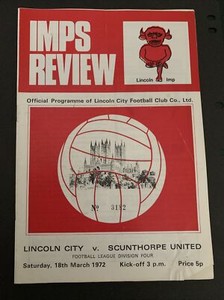 IMPS
REVIEW
Lincoln Imp
Official Programme of Lincoln City Football Club Co., Ltd.
No 3112
LINCOLN CITY v. SCUNTHORPE UNITED
FOOTBALL LEAGUE DIVISION FOUR
Saturday, 18th March 1972 Kick-off 3 p.m. Price 5p